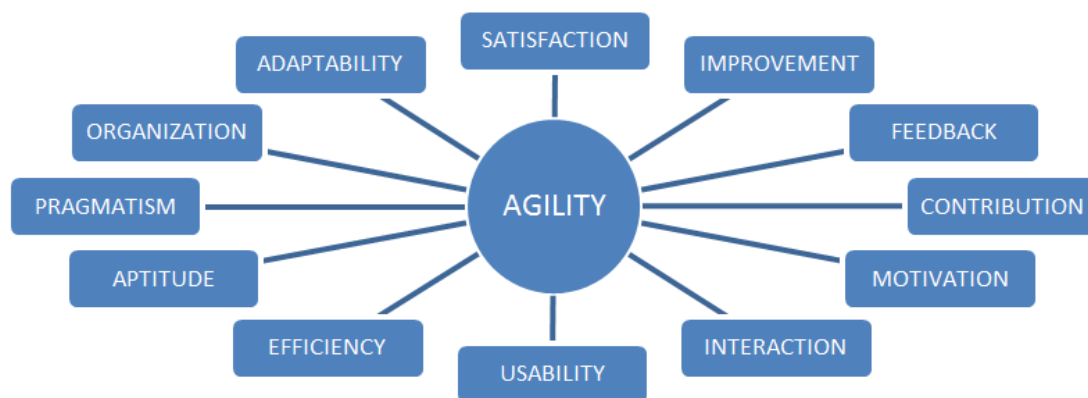 SATISFACTION
ADAPTABILITY
IMPROVEMENT
ORGANIZATION
FEEDBACK
PRAGMATISM
AGILITY
CONTRIBUTION
APTITUDE
MOTIVATION
EFFICIENCY
INTERACTION
USABILITY